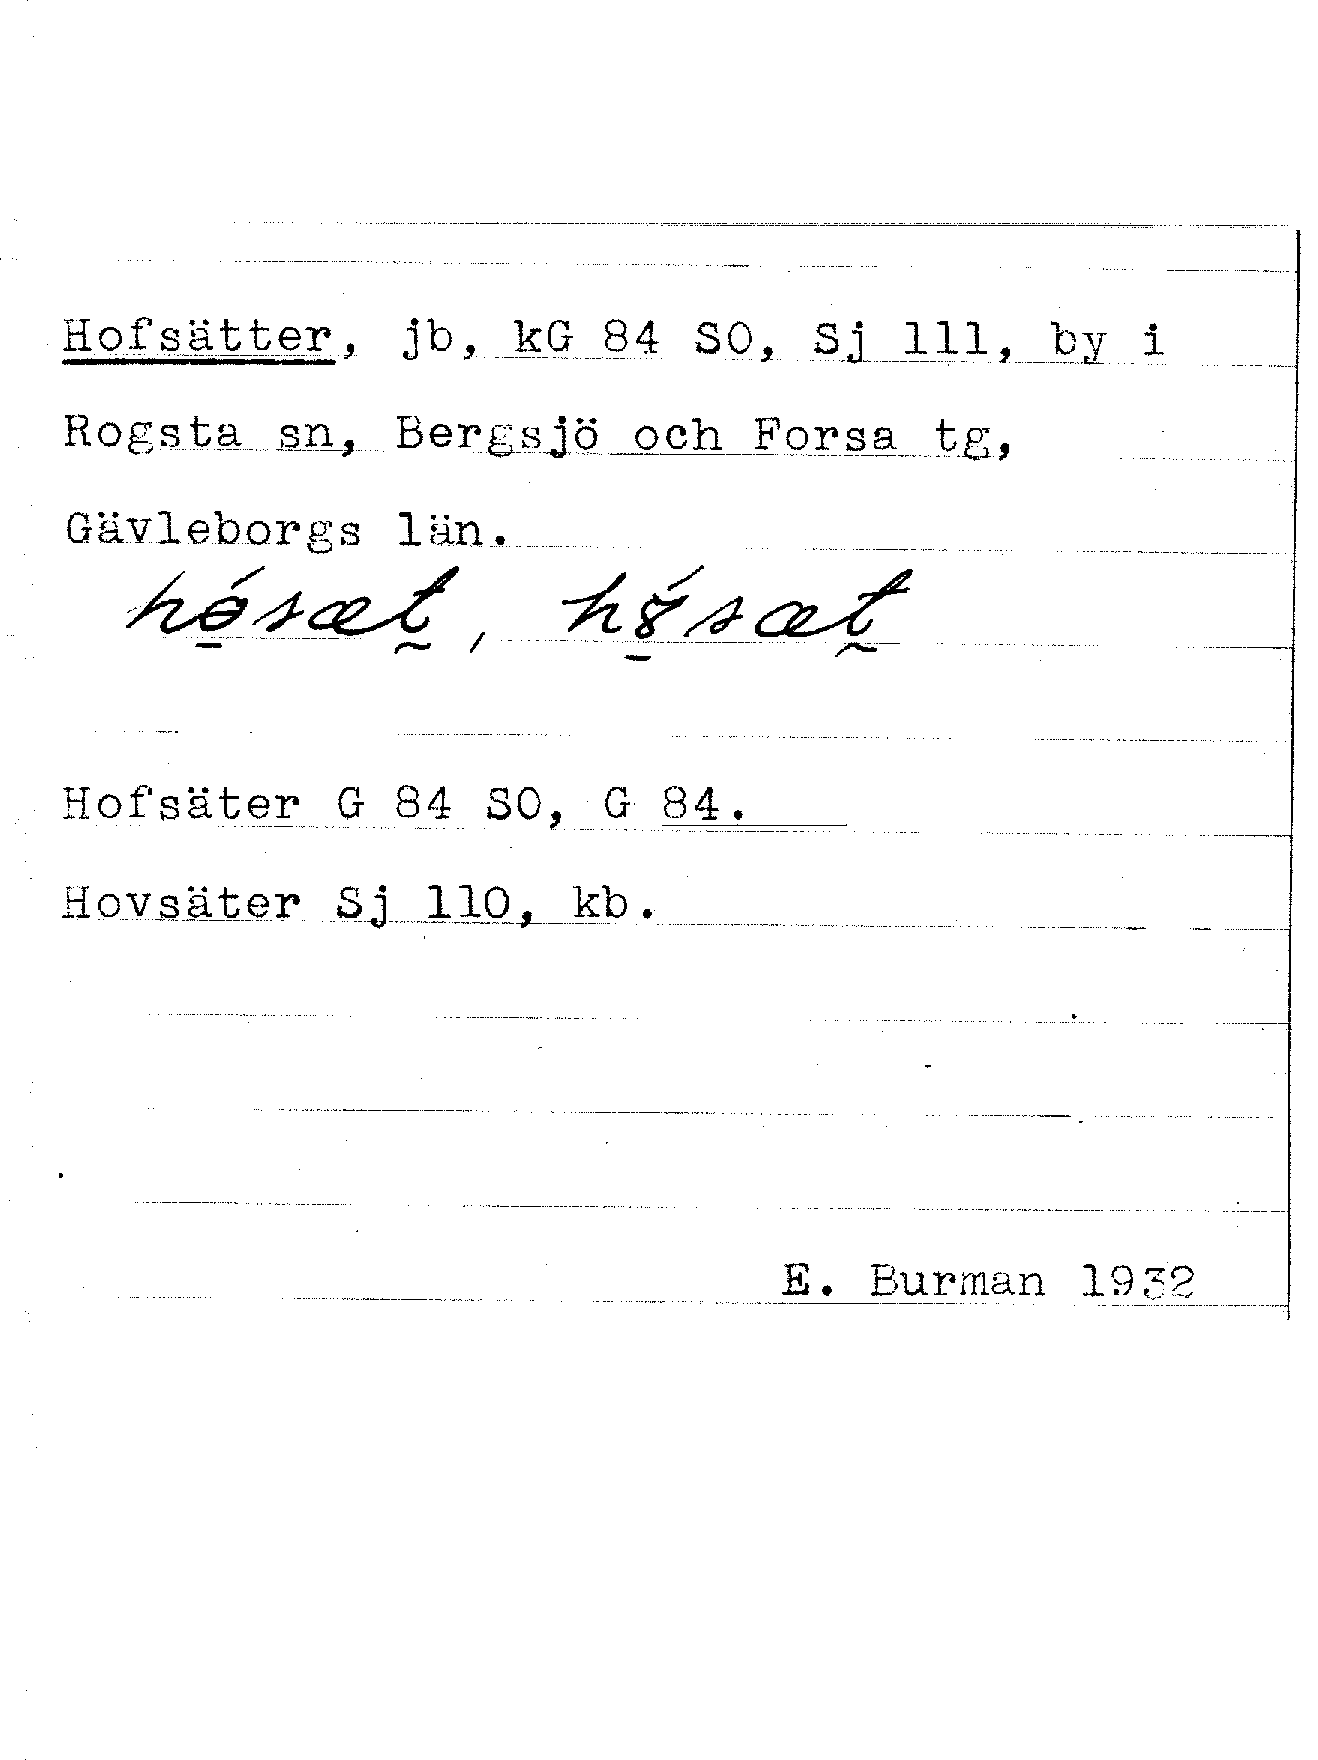 Hofsätter, jb, kG 84 SO, Sj 111, by i
Rogsta sn, Bergsjö och Forsa tg,
Gävleborgs län.
Hofsäter G 84 SO, G 84.
Hovsäter Sj 110, kb.
E. Burman 1932